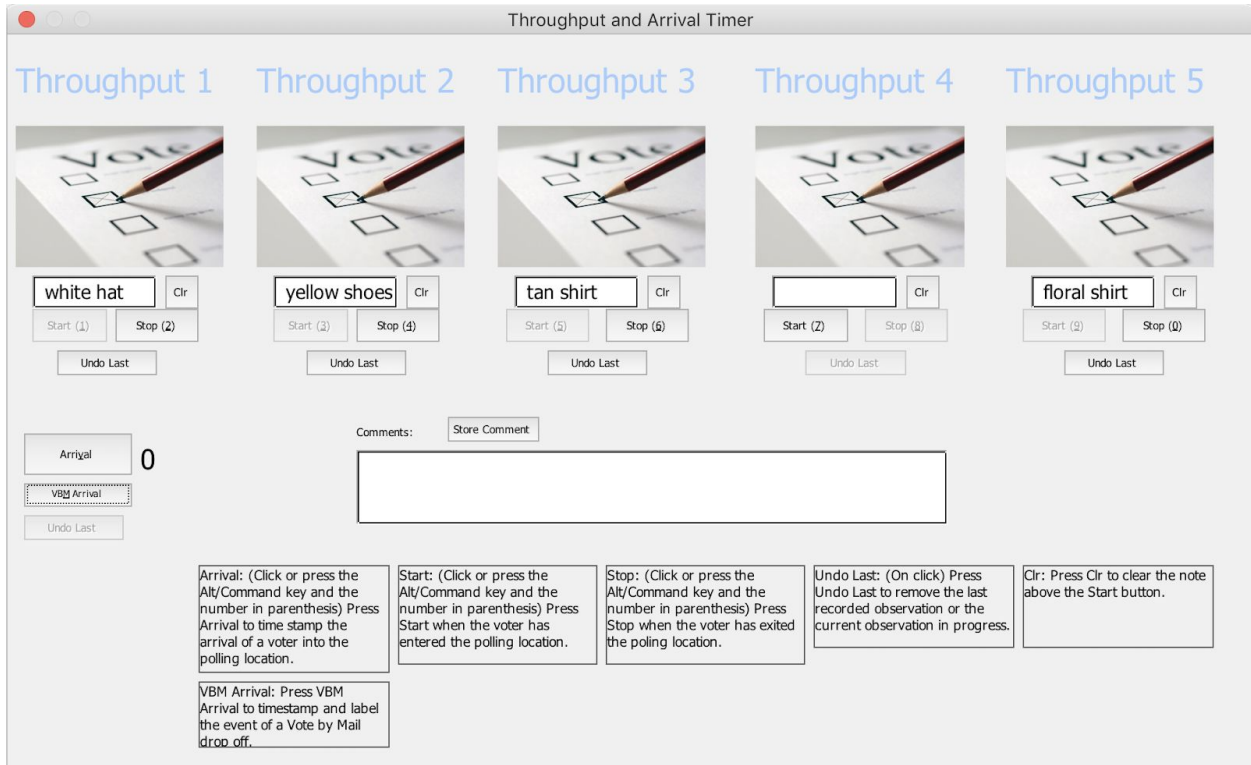 Throughput and Arrival Timer
Throughput 1
Throughput 2
Throughput 3
Throughput 4
Throughput 5
Vote
Vote
Vote
Vote
Vote
white hat
Clr
yellow shoes
Clr
tan shirt
Clr
Clr
floral shirt
Clr
Start (1)
Stop (2)
Start (3)
Stop (4)
Start (5)
Stop (6)
Start (7)
Stop (8)
Start (9)
Stop (0)
Undo Last
Undo Last
Undo Last
Undo Last
Undo Last
Arrival
0
VBM Arrival
Undo Last
Comments:
Store Comment
Arrival: (Click or press the
Alt/Command key and the
number in parenthesis) Press
Arrival to time stamp the
arrival of a voter into the
polling location.
Start: (Click or press the
Alt/Command key and the
number in parenthesis) Press
Start when the voter has
entered the polling location.
Stop: (Click or press the
Alt/Command key and the
number in parenthesis) Press
Stop when the voter has exited
the poling location.
Undo Last: (On click) Press
Undo Last to remove the last
recorded observation or the
current observation in progress.
Clr: Press Clr to clear the note
above the Start button.
VBM Arrival: Press VBM
Arrival to timestamp and label
the event of a Vote by Mail
drop off.